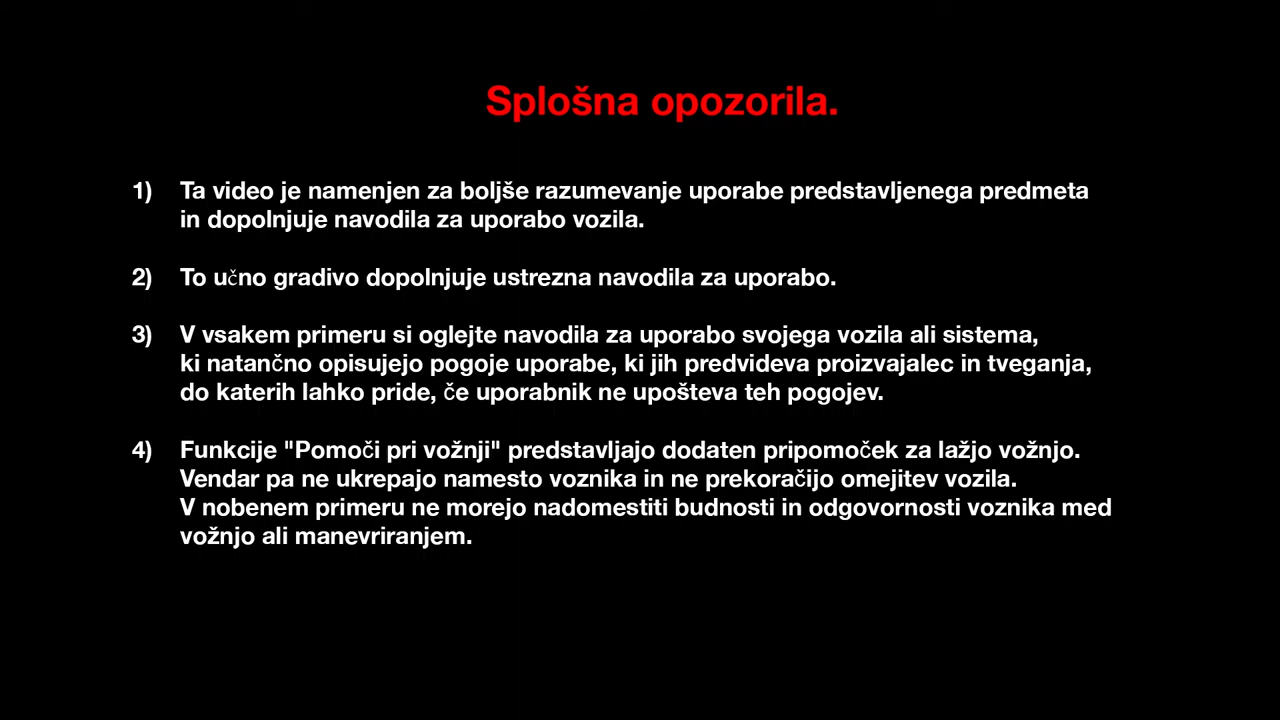 Splošna opozorila.
1) Ta video je namenjen za boljše razumevanje uporabe predstavljenega predmeta
in dopolnjuje navodila za uporabo vozila.
2) To učno gradivo dopolnjuje ustrezna navodila za uporabo.
3) V vsakem primeru si oglejte navodila za uporabo svojega vozila ali sistema,
ki natančno opisujejo pogoje uporabe, ki jih predvideva proizvajalec in tveganja,
do katerih lahko pride, če uporabnik ne upošteva teh pogojev.
4) Funkcije "Pomoči pri vožnji" predstavljajo dodaten pripomoček za lažjo vožnjo.
Vendar pa ne ukrepajo namesto voznika in ne prekoračijo omejitev vozila.
V nobenem primeru ne morejo nadomestiti budnosti in odgovornosti voznika med
vožnjo ali manevriranjem.